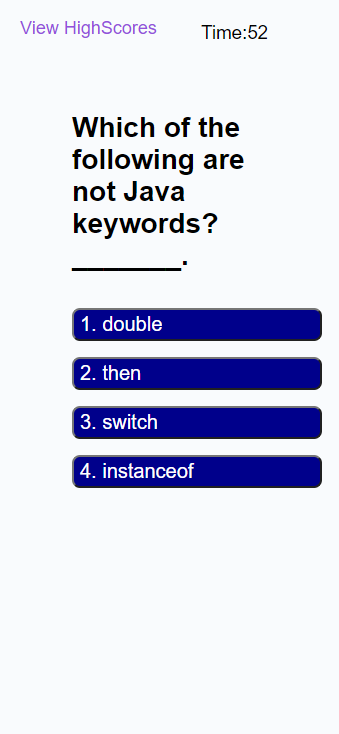 View HighScores
Time:52
Which of the
following are
not Java
keywords?
_______.
1. double
2. then
3. switch
4. instanceof